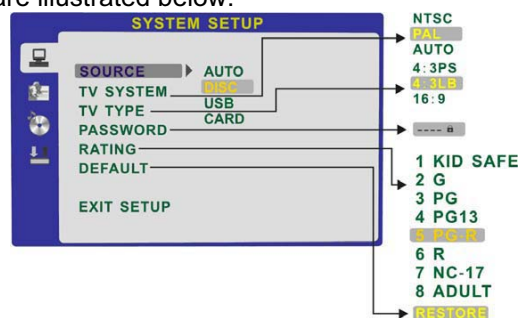 are illustrated below:
SYSTEM SETUP
SOURCE
TV SYSTEM
TV TYPE
PASSWORD
RATING
DEFAULT
EXIT SETUP
AUTO
DISC
USB
CARD
NTSC
PAL
AUTO
4:3PS
4:3LB
16:9
----
1 KID SAFE
2 G
3 PG
4 PG13
5 PG-R
6 R
7 NC-17
8 ADULT
RESTORE